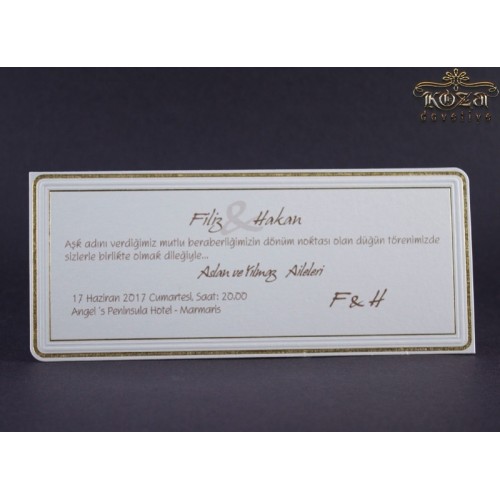 KOZA
davetiye
Filiz & Hakan
Aşk adını verdiğimiz mutlu beraberliğimizin dönüm noktası olan düğün törenimizde
sizlerle birlikte olmak dileğiyle...
Aslan ve Yılmaz Aileleri
17 Haziran 2017 Cumartesi, Saat: 20.00
Angel's Peninsula Hotel - Marmaris
F & H